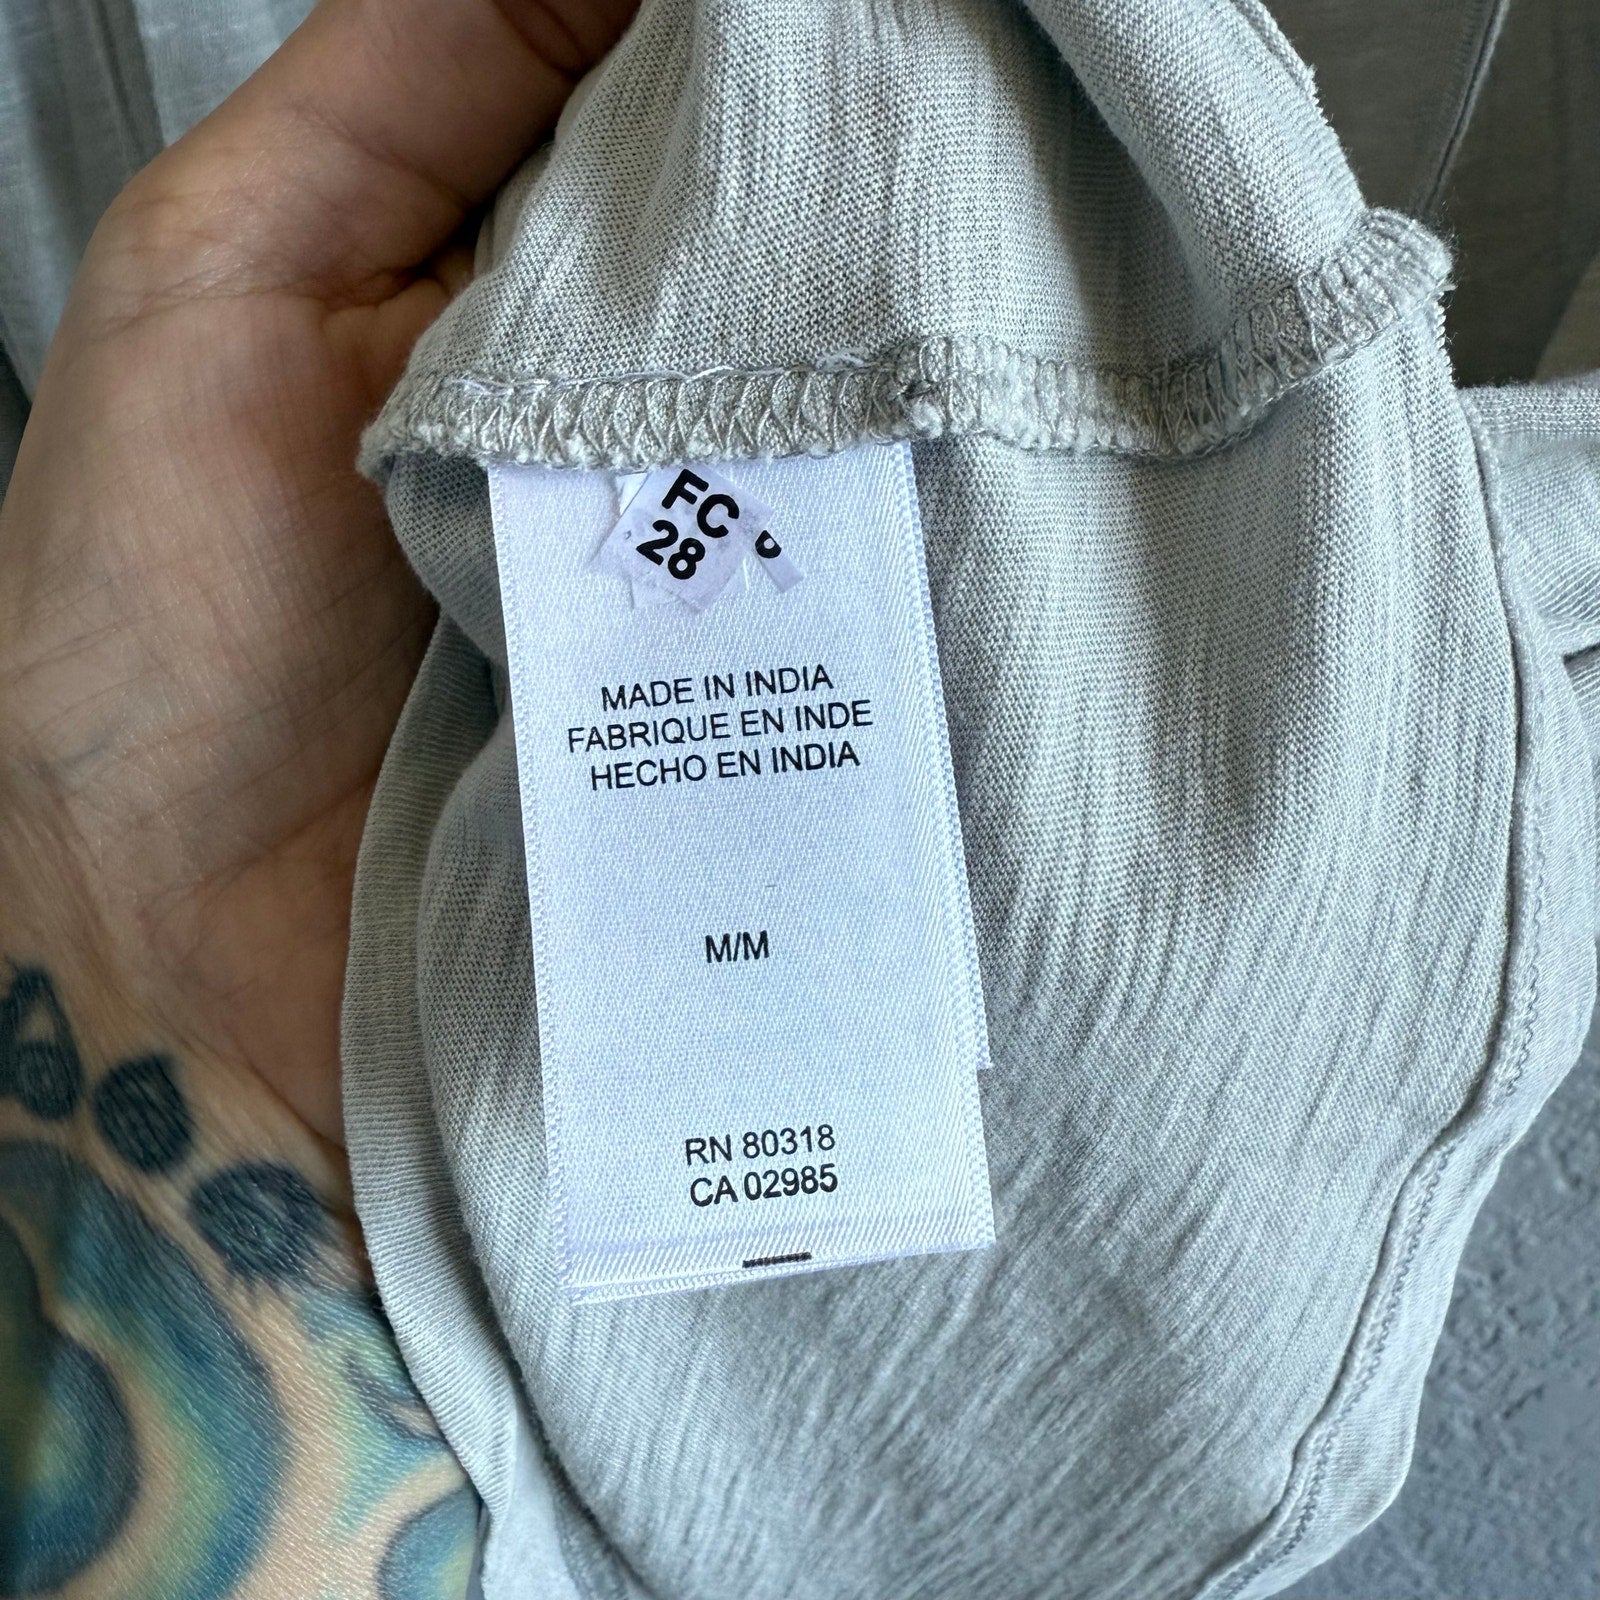 FC
28
MADE IN INDIA
FABRIQUE EN INDE
HECHO EN INDIA
M/M
RN 80318
CA 02985